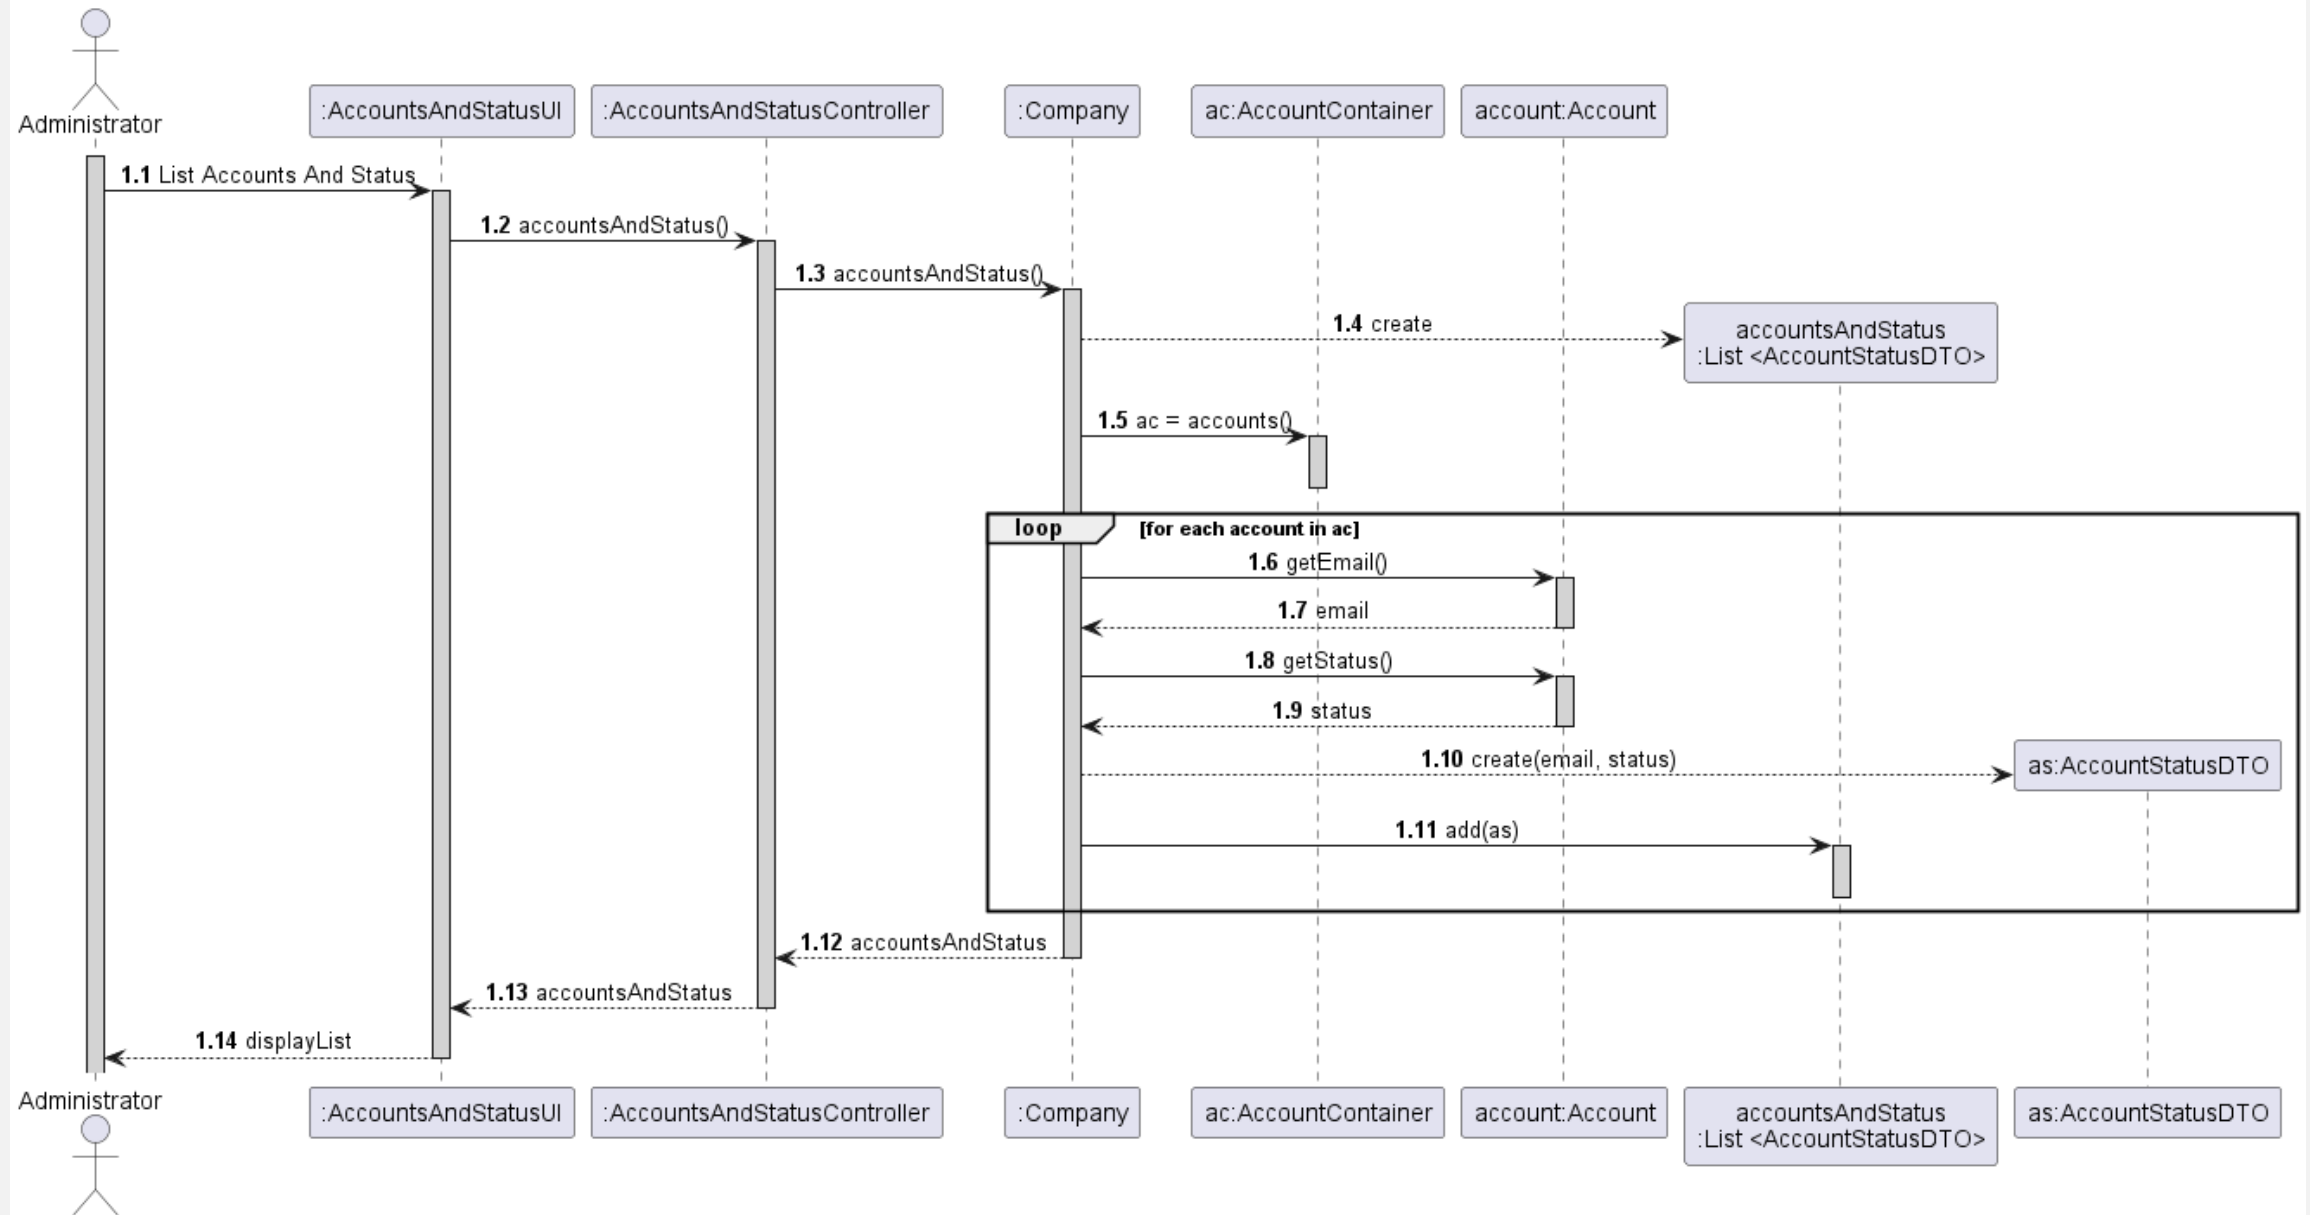 Administrator
:AccountsAndStatusUI
:AccountsAndStatusController
:Company
ac:AccountContainer
account:Account
1.1 List Accounts And Status
1.2 accountsAndStatus()
1.3 accountsAndStatus()
1.4 create
accountsAndStatus
:List <AccountStatusDTO>
1.5 ac = accounts()
loop
[for each account in ac]
1.6 getEmail()
1.7 email
1.8 getStatus()
1.9 status
1.10 create(email, status)
as:AccountStatusDTO
1.11 add(as)
1.12 accountsAndStatus
1.13 accountsAndStatus
1.14 displayList
Administrator
:AccountsAndStatusUI
:AccountsAndStatusController
:Company
ac:AccountContainer
account:Account
accountsAndStatus
:List <AccountStatusDTO>
as:AccountStatusDTO